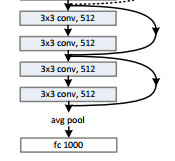 3x3 conv, 512
3x3 conv, 512
3x3 conv, 512
3x3 conv, 512
avg pool
fc 1000